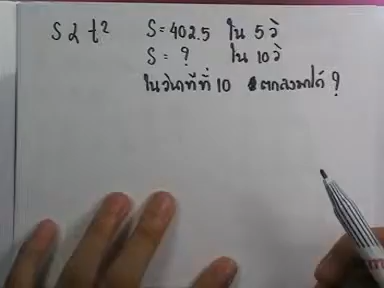 S α t² S = 402.5 ใน 5 วิ
S = ? ใน 10 วิ
ในวินาทีที่ 10 ตกลงมาได้ ?